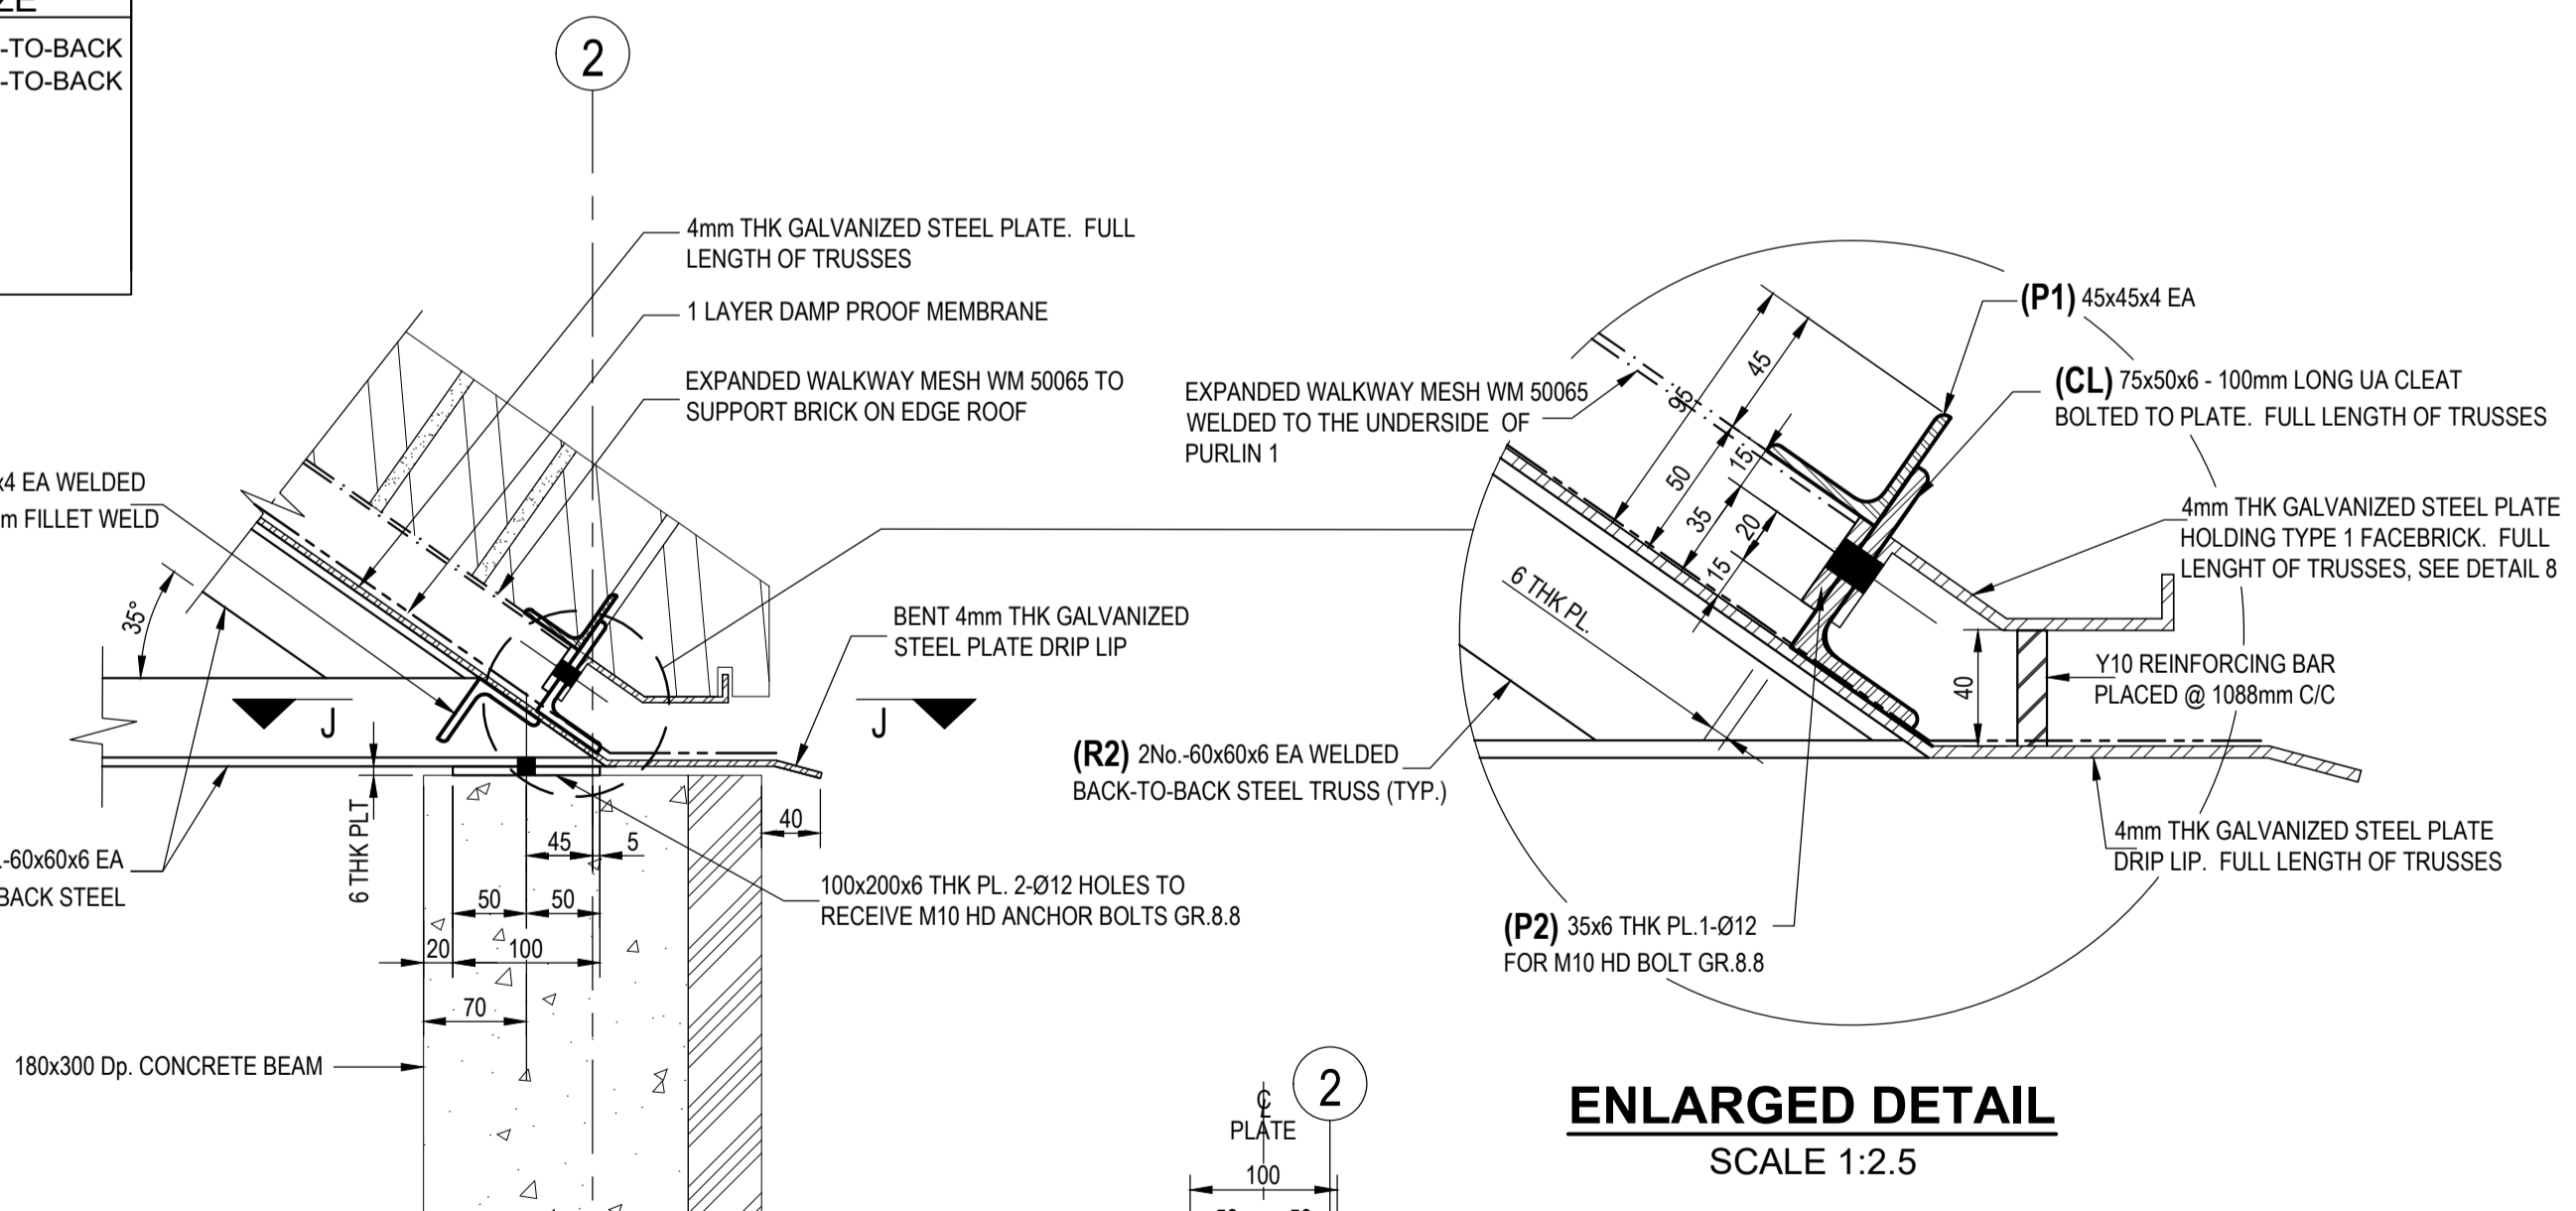 ZE
-TO-BACK
-TO-BACK
2
4mm THK GALVANIZED STEEL PLATE. FULL
LENGTH OF TRUSSES
1 LAYER DAMP PROOF MEMBRANE
EXPANDED WALKWAY MESH WM 50065 TO
SUPPORT BRICK ON EDGE ROOF
x4 EA WELDED
m FILLET WELD
35°
BENT 4mm THK GALVANIZED
STEEL PLATE DRIP LIP
J
J
6 THK PLT
.-60x60x6 EA
BACK STEEL
40
45
5
50
50
20
100
70
100x200x6 THK PL. 2-Ø12 HOLES TO
RECEIVE M10 HD ANCHOR BOLTS GR.8.8
180x300 Dp. CONCRETE BEAM
EXPANDED WALKWAY MESH WM 50065
WELDED TO THE UNDERSIDE OF
PURLIN 1
95
45
50
15
35
20
15
6 THK PL.
(P1) 45x45x4 EA
(CL) 75x50x6 - 100mm LONG UA CLEAT
BOLTED TO PLATE. FULL LENGTH OF TRUSSES
4mm THK GALVANIZED STEEL PLATE
HOLDING TYPE 1 FACEBRICK. FULL
LENGHT OF TRUSSES, SEE DETAIL 8
40
Y10 REINFORCING BAR
PLACED @ 1088mm C/C
(R2) 2No.-60x60x6 EA WELDED
BACK-TO-BACK STEEL TRUSS (TYP.)
4mm THK GALVANIZED STEEL PLATE
DRIP LIP. FULL LENGTH OF TRUSSES
(P2) 35x6 THK PL.1-Ø12
FOR M10 HD BOLT GR.8.8
ENLARGED DETAIL
SCALE 1:2.5
2
℄
PLATE
100